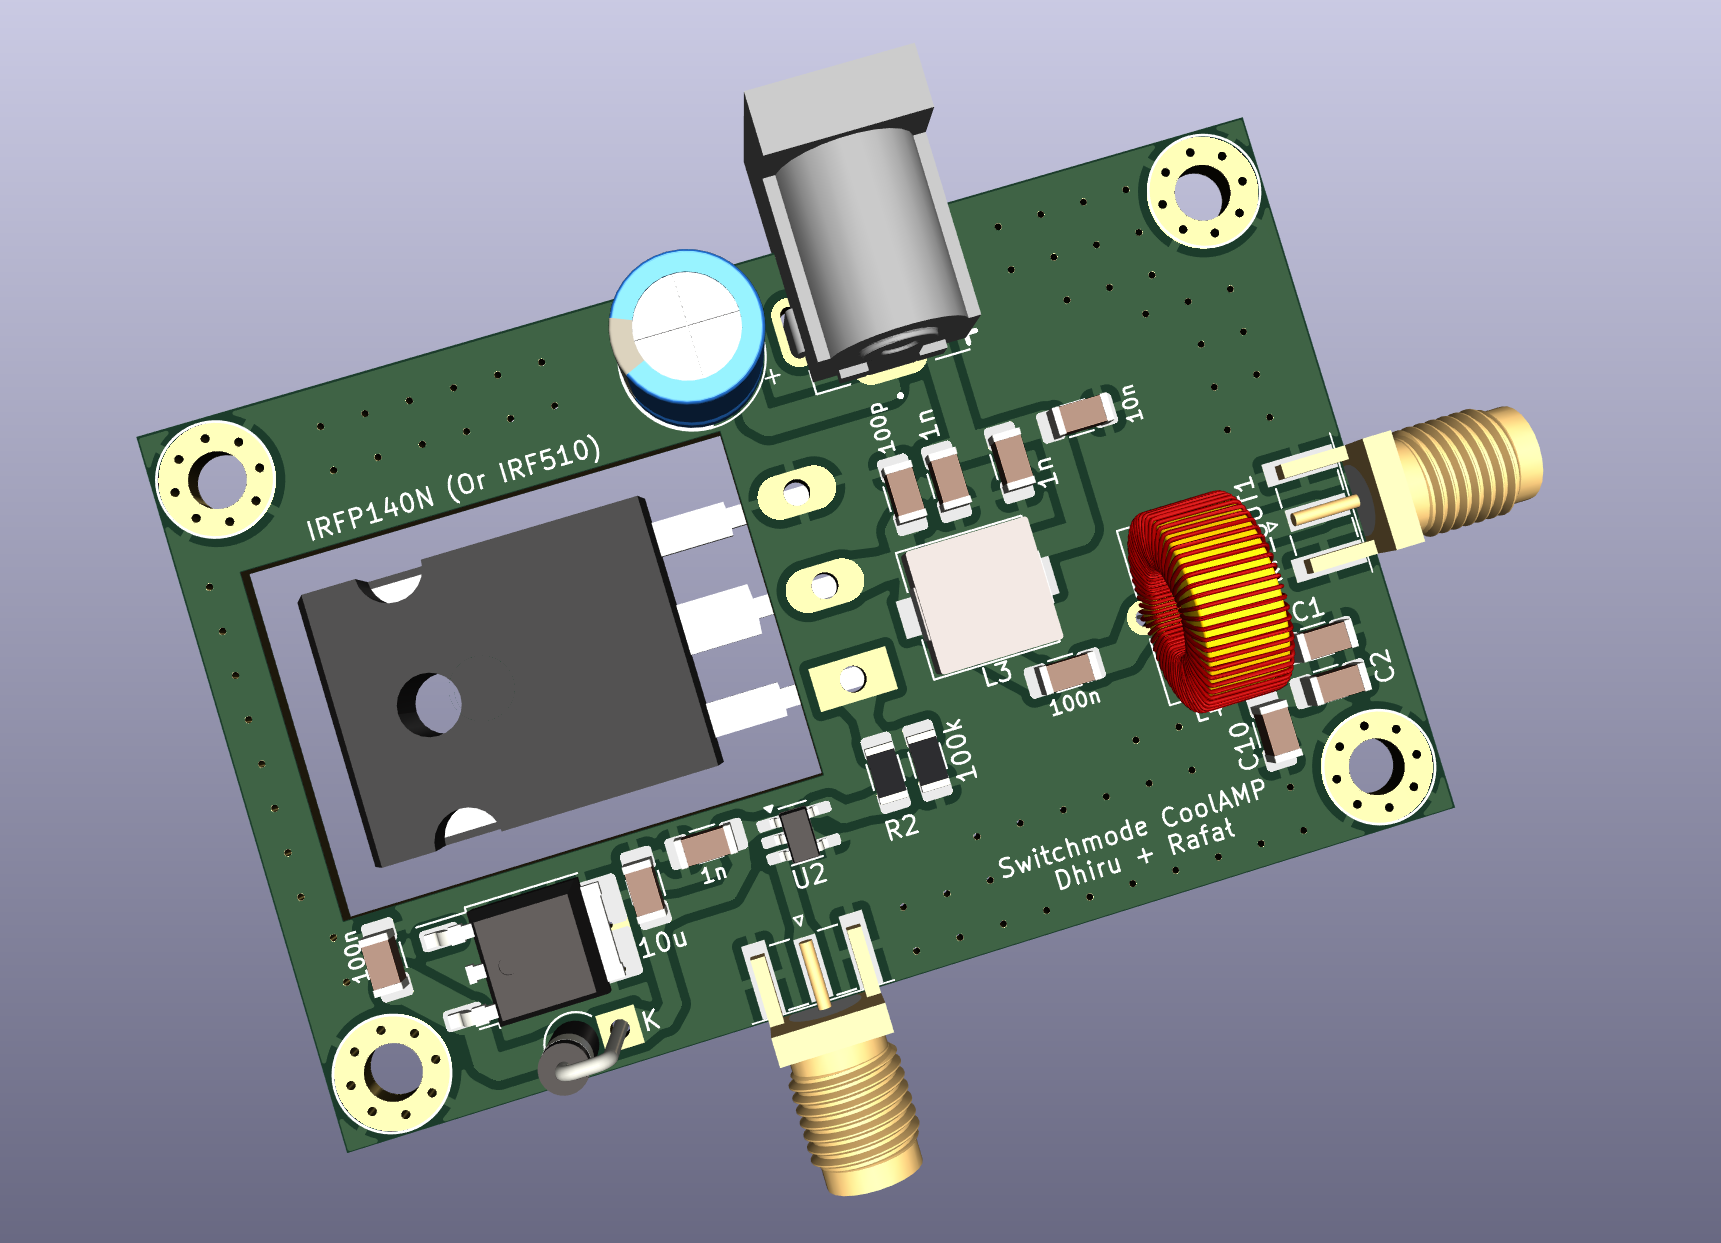 IRFP140N (Or IRF510)
+
100p
1n
1n
10n
L3
100n
C1
C2
C10
R2
100k
U2
1n
10u
100n
K
Switchmode CoolAMP
Dhiru + Rafał